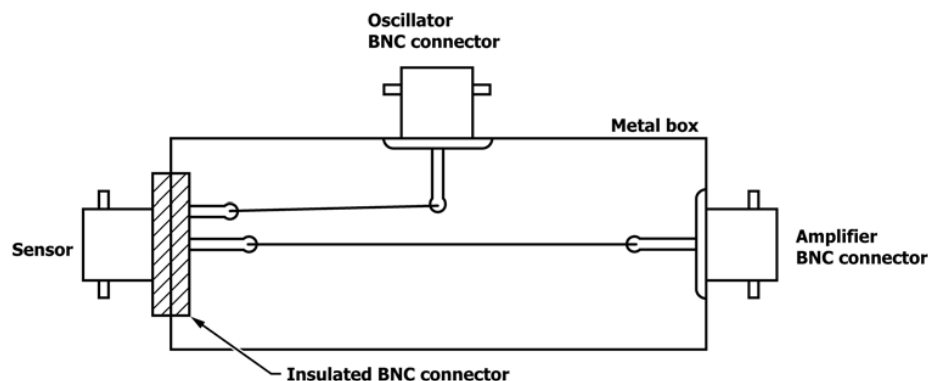 Oscillator
BNC connector
Metal box
Sensor
Amplifier
BNC connector
Insulated BNC connector